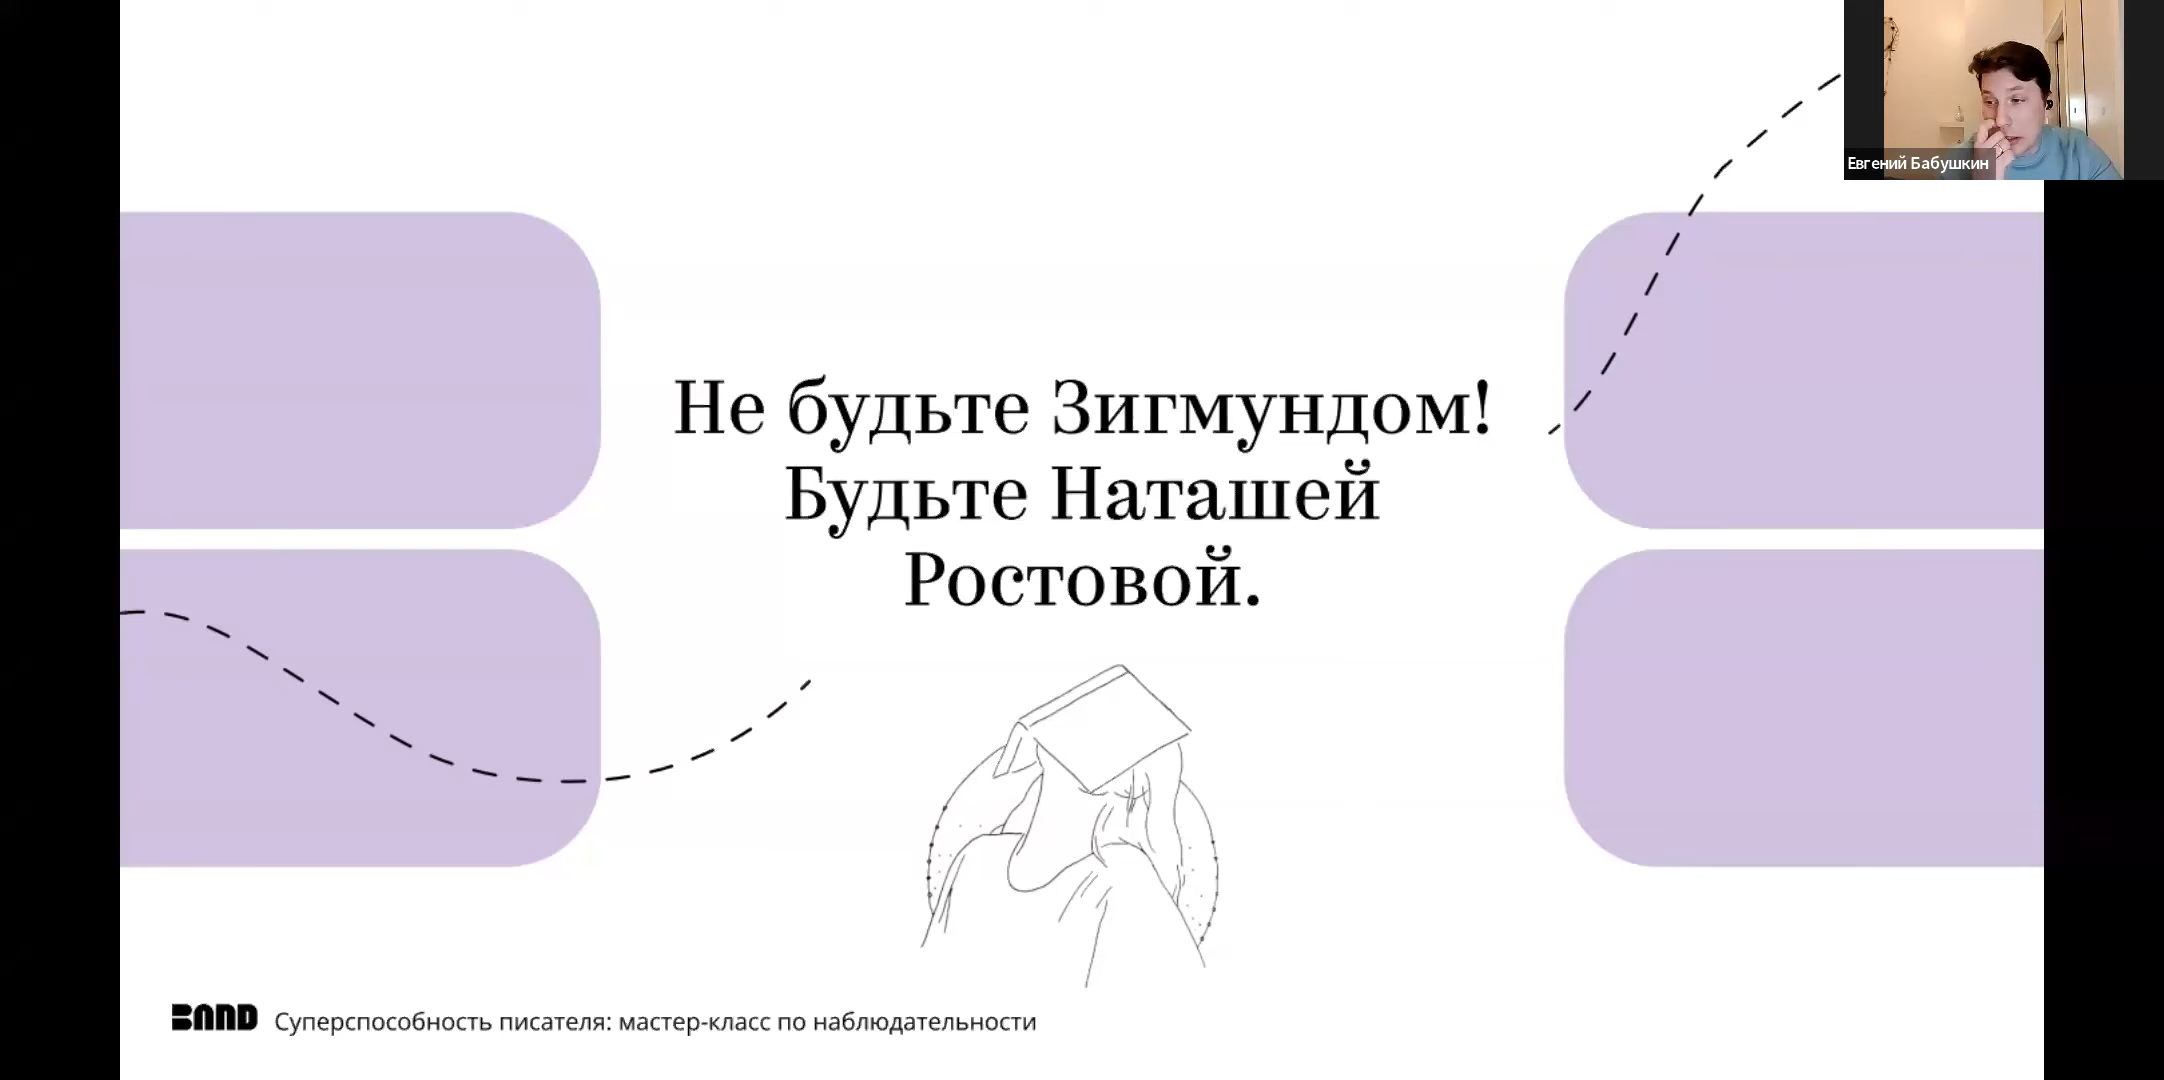 Евгений Бабушкин
Не будьте Зигмундом!
Будьте Наташей
Ростовой.
BAND Суперспособность писателя: мастер-класс по наблюдательности